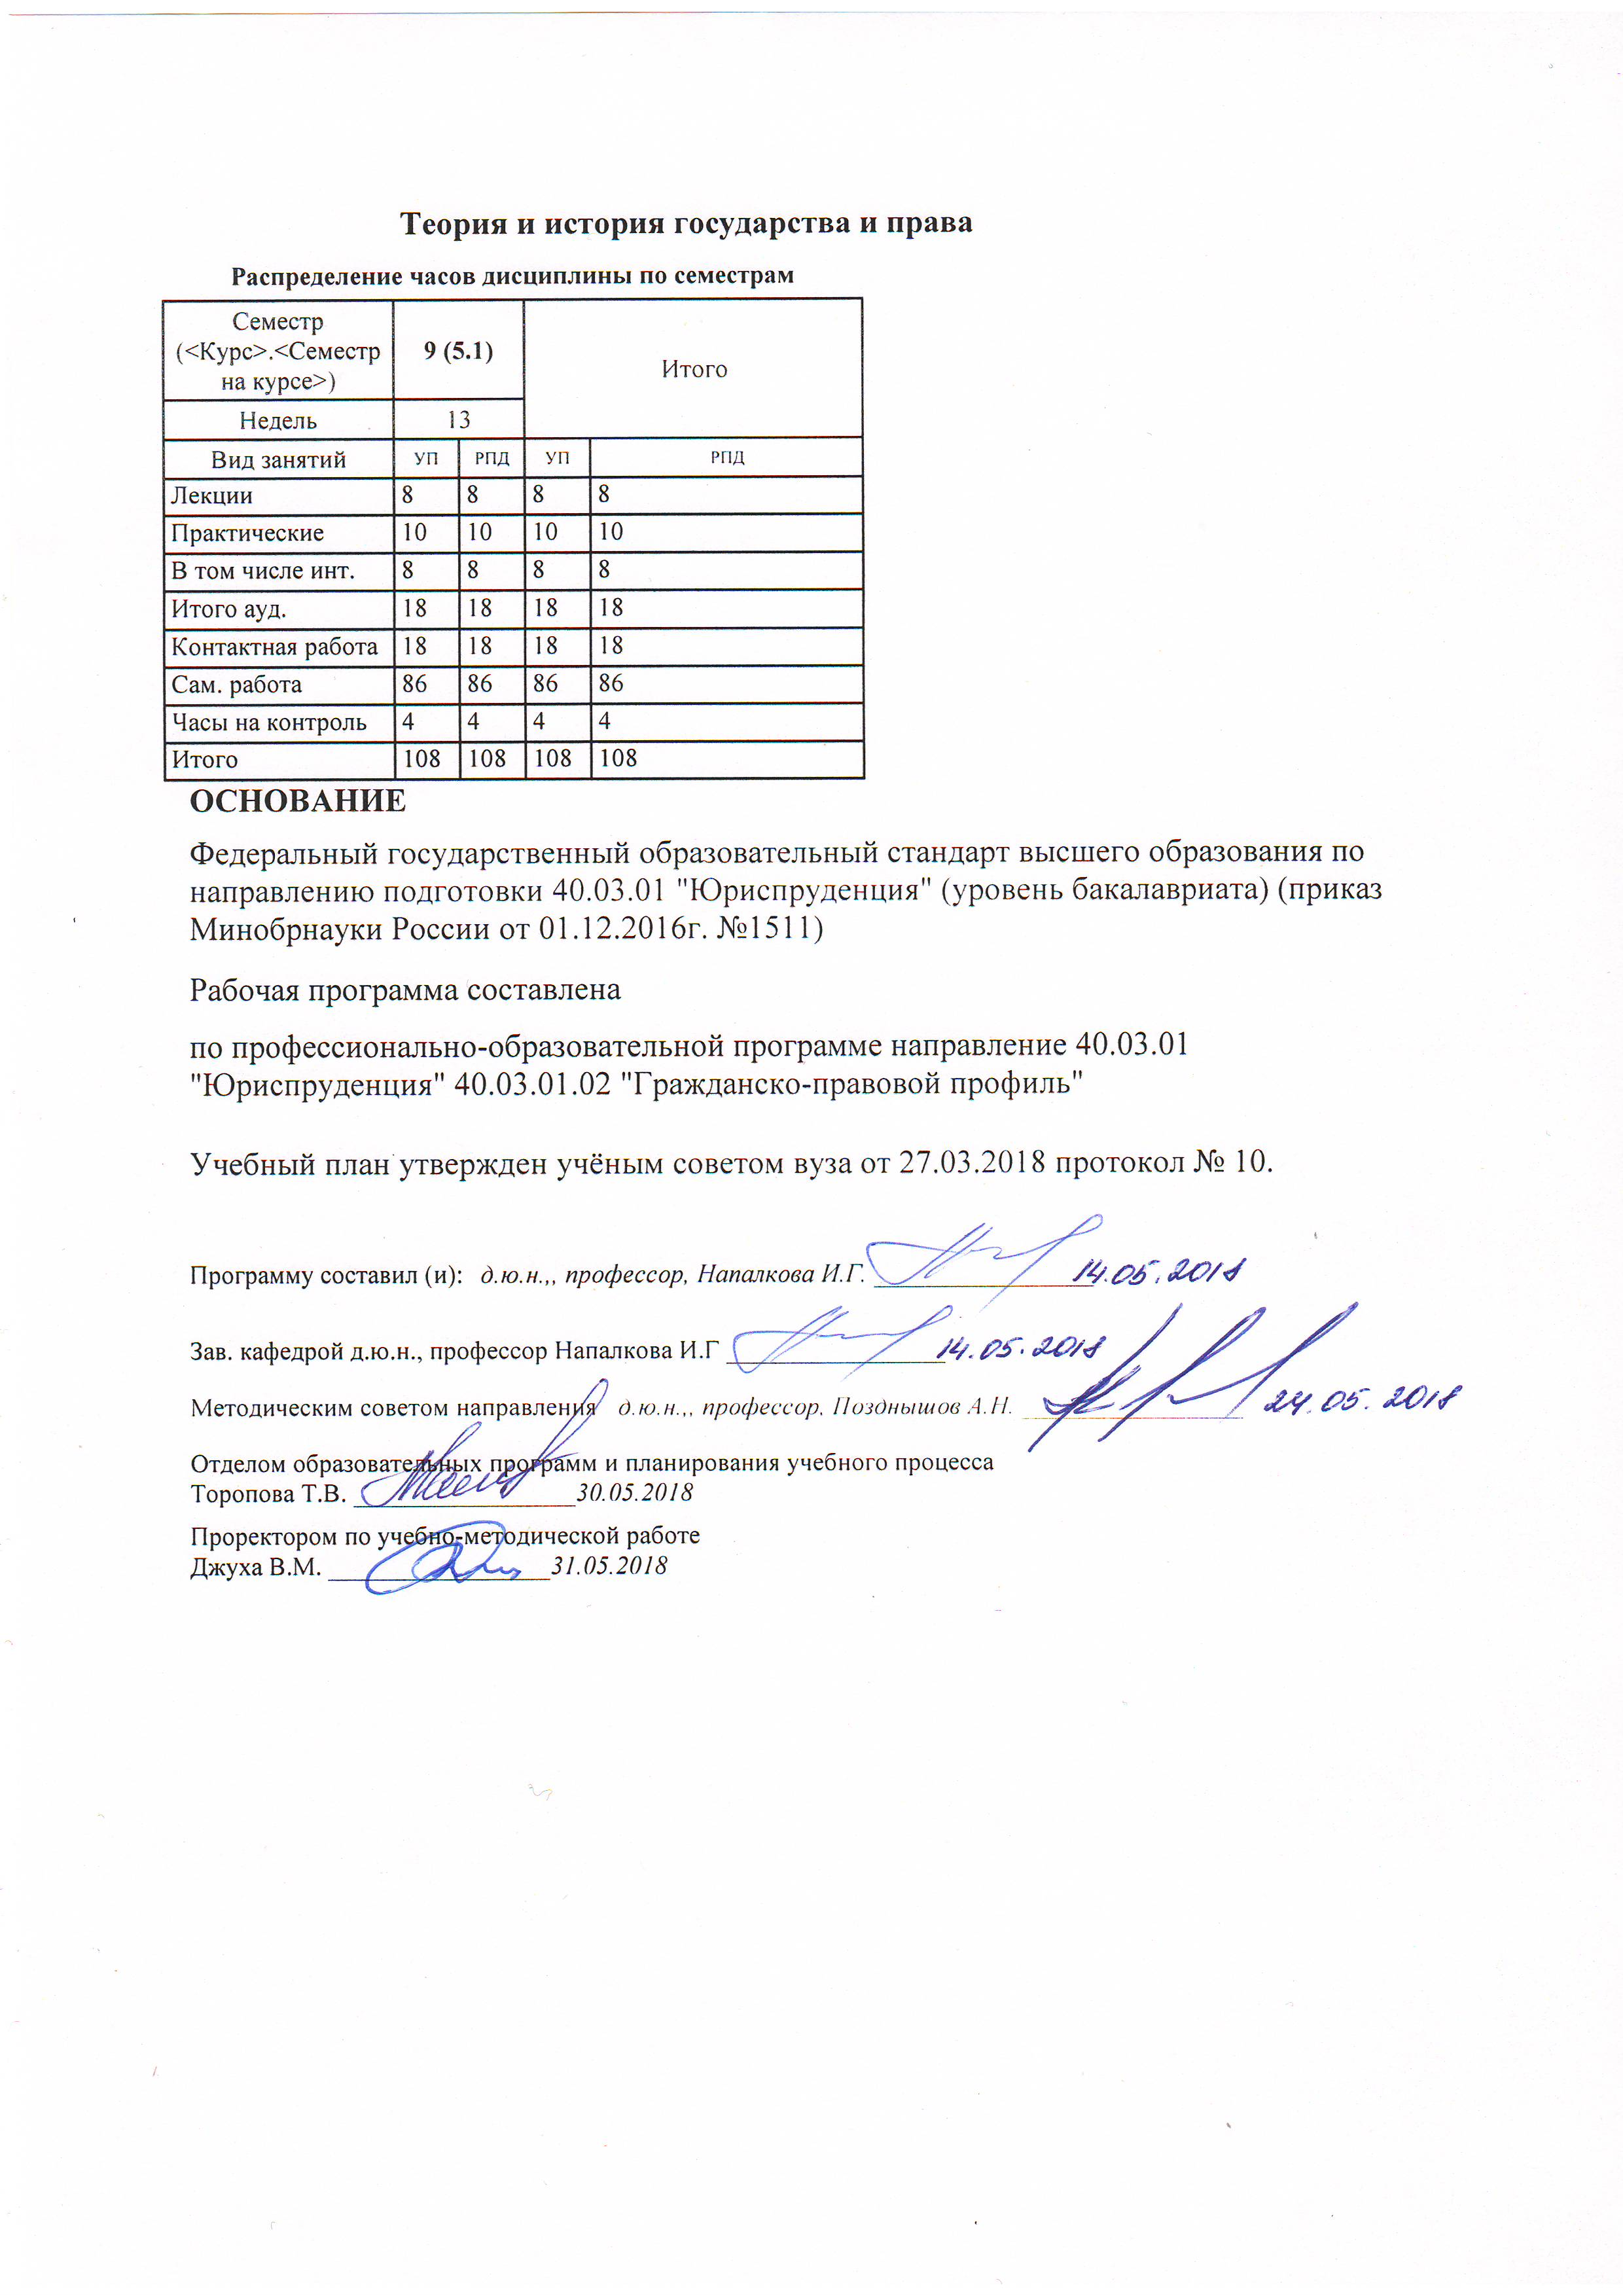 Теория и история государства и права
Распределение часов дисциплины по семестрам
Семестр (<Курс>.<Семестр на курсе>) 9 (5.1) Итого
Недель 13
Вид занятий УП РПД УП РПД
Лекции 8 8 8 8
Практические 10 10 10 10
В том числе инт. 8 8 8 8
Итого ауд. 18 18 18 18
Контактная работа 18 18 18 18
Сам. работа 86 86 86 86
Часы на контроль 4 4 4 4
Итого 108 108 108 108
ОСНОВАНИЕ
Федеральный государственный образовательный стандарт высшего образования по
направлению подготовки 40.03.01 "Юриспруденция" (уровень бакалавриата) (приказ
Минобрнауки России от 01.12.2016г. №1511)
Рабочая программа составлена
по профессионально-образовательной программе направление 40.03.01
"Юриспруденция" 40.03.01.02 "Гражданско-правовой профиль"
Учебный план утвержден учёным советом вуза от 27.03.2018 протокол № 10.
Программу составил (и): д.ю.н.,, профессор, Напалкова И.Г. 14.05.2018
Зав. кафедрой д.ю.н., профессор Напалкова И.Г 14.05.2018
Методическим советом направления д.ю.н.,, профессор, Позднышов А.Н. 24.05.2018
Отделом образовательных программ и планирования учебного процесса
Торопова Т.В. 30.05.2018
Проректором по учебно-методической работе
Джуха В.М. 31.05.2018